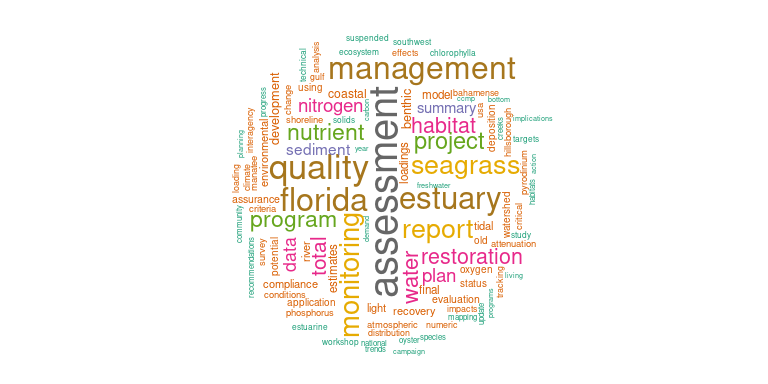 suspended
southwest
ecosystem
effects
chlorophylla
technical
analysis
gulf
management
using
coastal
model
bahamense
ccmp
bottom
progress
change
development
nitrogen
carbon
assessment
benthic
summary
usa
implications
shoreline
solids
habitat
deposition
creeks
hillsborough
interagency
environmental
nutrient
project
targets
planning
sediment
year
quality
loadings
seagrass
pyrodinium
action
loading
climate
manatee
freshwater
habitats
assurance
florida
estuary
criteria
program
community
demand
report
tidal
watershed
critical
monitoring
old
study
attenuation
survey
potential
data
river
total
estimates
water
restoration
recommendations
plan
oxygen
tracking
living
compliance
final
status
conditions
application
evaluation
phosphorus
light
recovery
impacts
mapping
update
programs
estuarine
atmospheric
numeric
distribution
workshop
national
oyster
species
trends
campaign